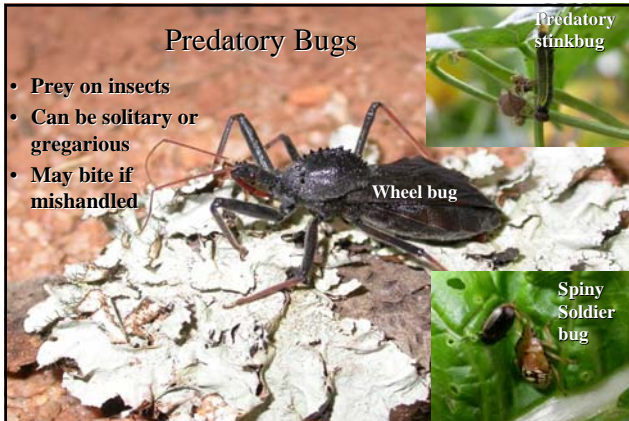 Predatory Bugs
• Prey on insects
• Can be solitary or
gregarious
• May bite if
mishandled
Predatory
stinkbug
Wheel bug
Spiny
Soldier
bug